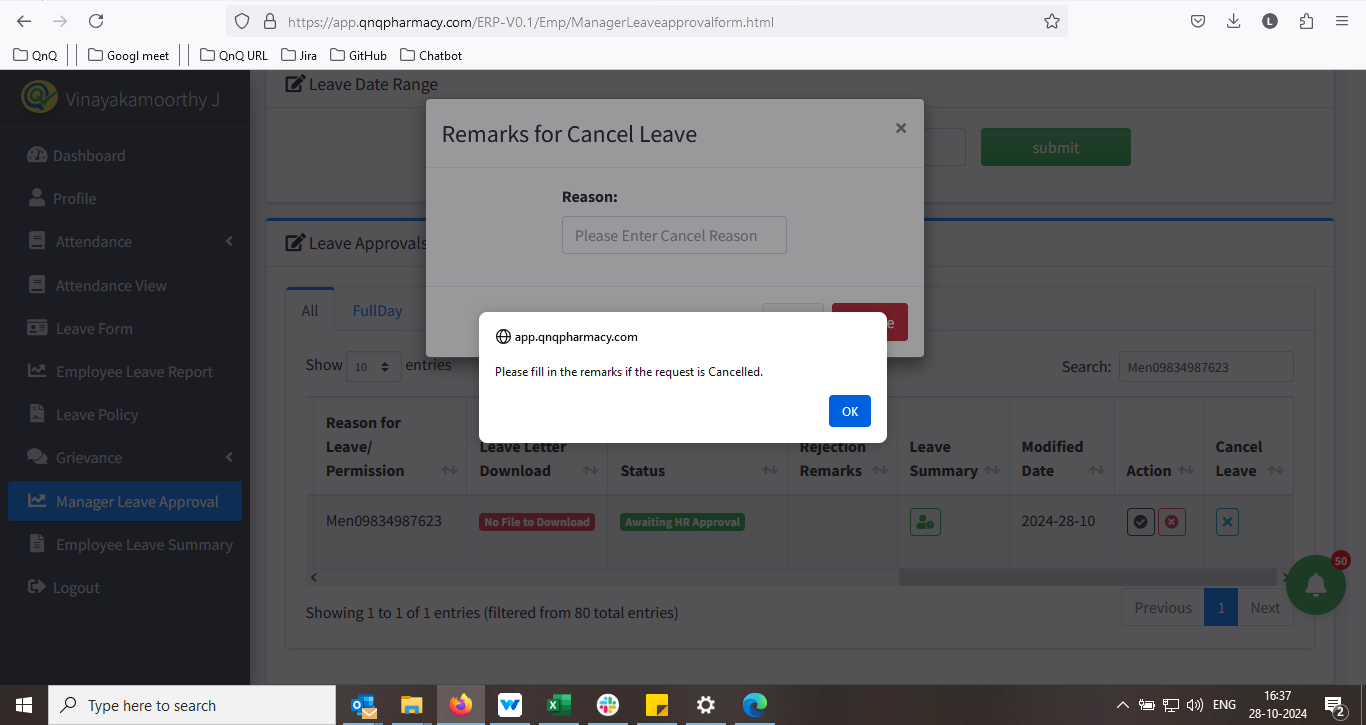 https://app.qnqpharmacy.com/ERP-V0.1/Emp/ManagerLeaveapprovalform.html
L
QnQ
Googl meet
QnQ URL
Jira
GitHub
Chatbot
Vinayakamoorthy J
Dashboard
Profile
Attendance
Attendance View
Leave Form
Employee Leave Report
Leave Policy
Grievance
Manager Leave Approval
Employee Leave Summary
Logout
Leave Date Range
submit
Remarks for Cancel Leave
×
Reason:
Please Enter Cancel Reason
Leave Approvals
All
FullDay
app.qnqpharmacy.com
Please fill in the remarks if the request is Cancelled.
OK
Show 10 entries
Search: Men09834987623
Reason for
Leave/
Permission
Leave Letter
Download
Status
Rejection
Remarks
Leave
Summary
Modified
Date
Action
Cancel
Leave
Men09834987623
No File to Download
Awaiting HR Approval
2024-28-10
50
Showing 1 to 1 of 1 entries (filtered from 80 total entries)
Previous
1
Next
Type here to search
ENG
16:37
28-10-2024
2